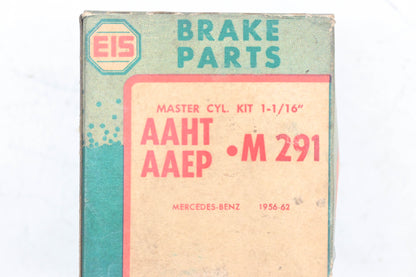 EIS
BRAKE
PARTS
MASTER CYL. KIT 1-1/16"
AAHT
AAEP • M 291
MERCEDES-BENZ 1956-62